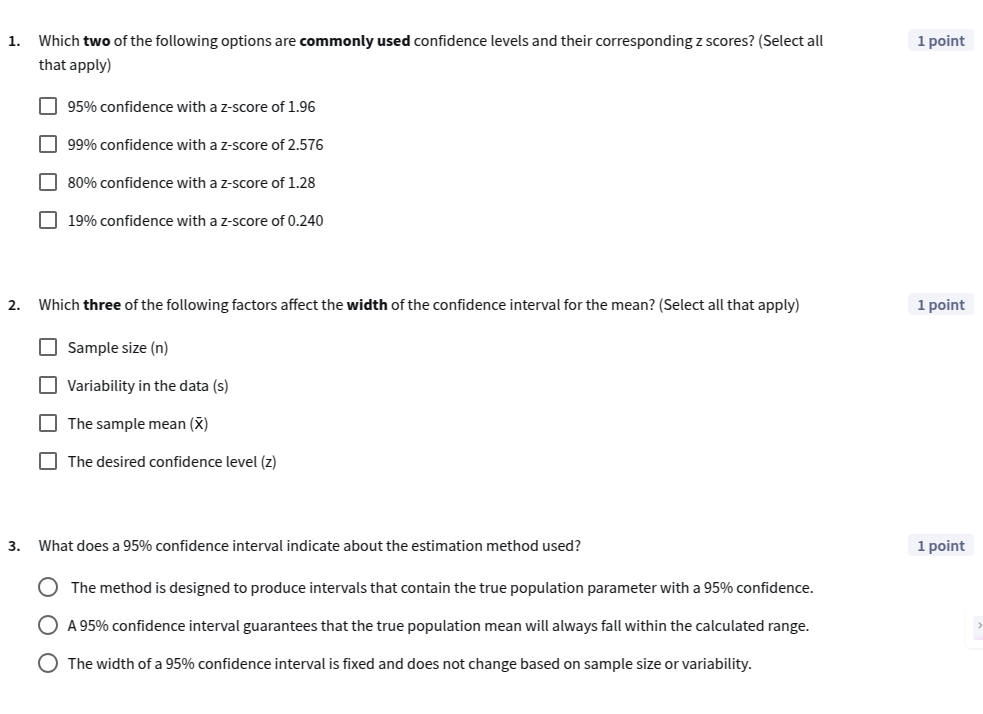 1. Which two of the following options are commonly used confidence levels and their corresponding z scores? (Select all 1 point
that apply)
95% confidence with a z-score of 1.96
99% confidence with a z-score of 2.576
80% confidence with a z-score of 1.28
19% confidence with a z-score of 0.240
2. Which three of the following factors affect the width of the confidence interval for the mean? (Select all that apply) 1 point
Sample size (n)
Variability in the data (s)
The sample mean (x̄)
The desired confidence level (z)
3. What does a 95% confidence interval indicate about the estimation method used? 1 point
The method is designed to produce intervals that contain the true population parameter with a 95% confidence.
A 95% confidence interval guarantees that the true population mean will always fall within the calculated range.
The width of a 95% confidence interval is fixed and does not change based on sample size or variability.